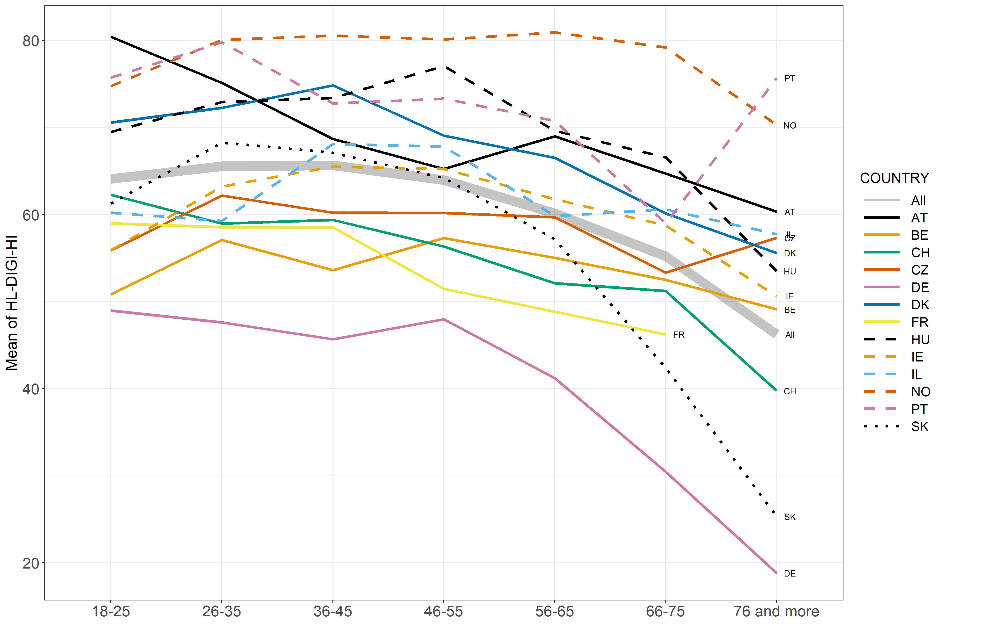 Mean of HL-DIGI-HI
80
60
40
20
18-25
26-35
36-45
46-55
56-65
66-75
76 and more
PT
NO
AT
IL
CZ
DK
HU
IE
BE
All
FR
CH
SK
DE
COUNTRY
All
AT
BE
CH
CZ
DE
DK
FR
HU
IE
IL
NO
PT
SK